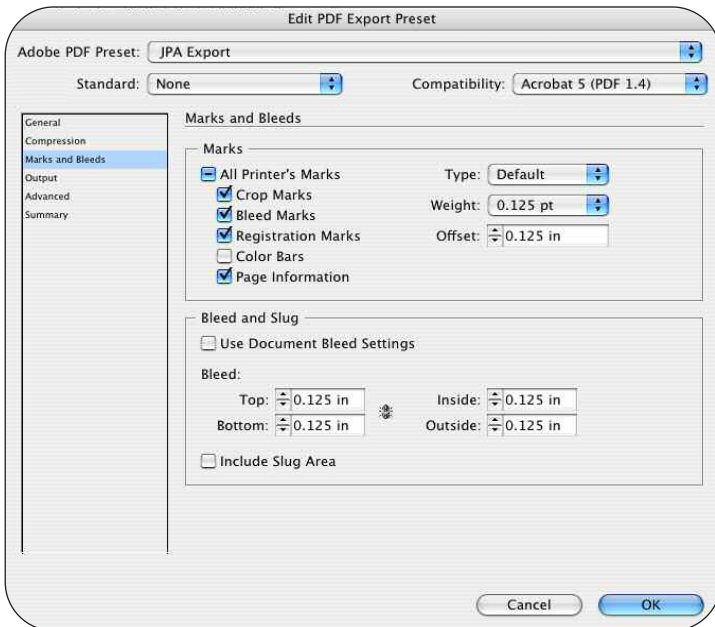 Edit PDF Export Preset
Adobe PDF Preset: JPA Export
Standard: None Compatibility: Acrobat 5 (PDF 1.4)
General
Compression
Marks and Bleeds
Output
Advanced
Summary
Marks and Bleeds
Marks
All Printer's Marks
Crop Marks
Bleed Marks
Registration Marks
Color Bars
Page Information
Type: Default
Weight: 0.125 pt
Offset: 0.125 in
Bleed and Slug
Use Document Bleed Settings
Bleed:
Top: 0.125 in Inside: 0.125 in
Bottom: 0.125 in Outside: 0.125 in
Include Slug Area
Cancel OK